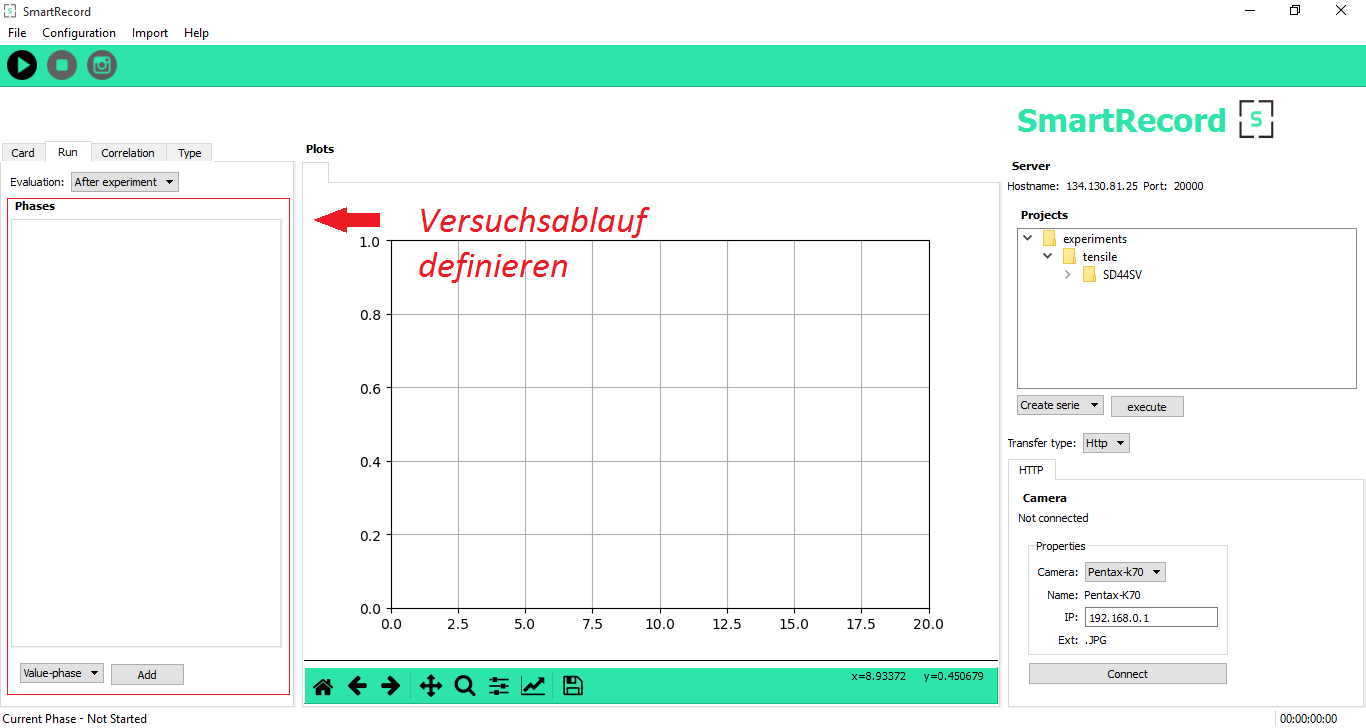 SmartRecord
File Configuration Import Help
SmartRecord S
Card Run Correlation Type
Evaluation: After experiment
Phases
Value-phase Add
Plots
Versuchsablauf
definieren
1.0
0.8
0.6
0.4
0.2
0.0
0.0 2.5 5.0 7.5 10.0 12.5 15.0 17.5 20.0
x=8.93372 y=0.450679
Server
Hostname: 134.130.81.25 Port: 20000
Projects
experiments
tensile
SD44SV
Create serie execute
Transfer type: Http
HTTP
Camera
Not connected
Properties
Camera: Pentax-k70
Name: Pentax-K70
IP: 192.168.0.1
Ext: .JPG
Connect
Current Phase - Not Started 00:00:00:00